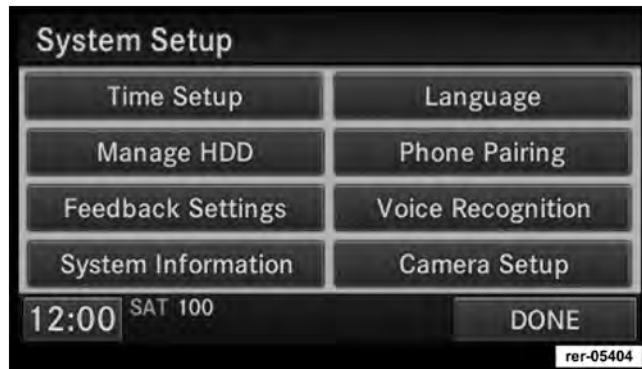 System Setup
Time Setup
Language
Manage HDD
Phone Pairing
Feedback Settings
Voice Recognition
System Information
Camera Setup
12:00
SAT 100
DONE
rer-05404